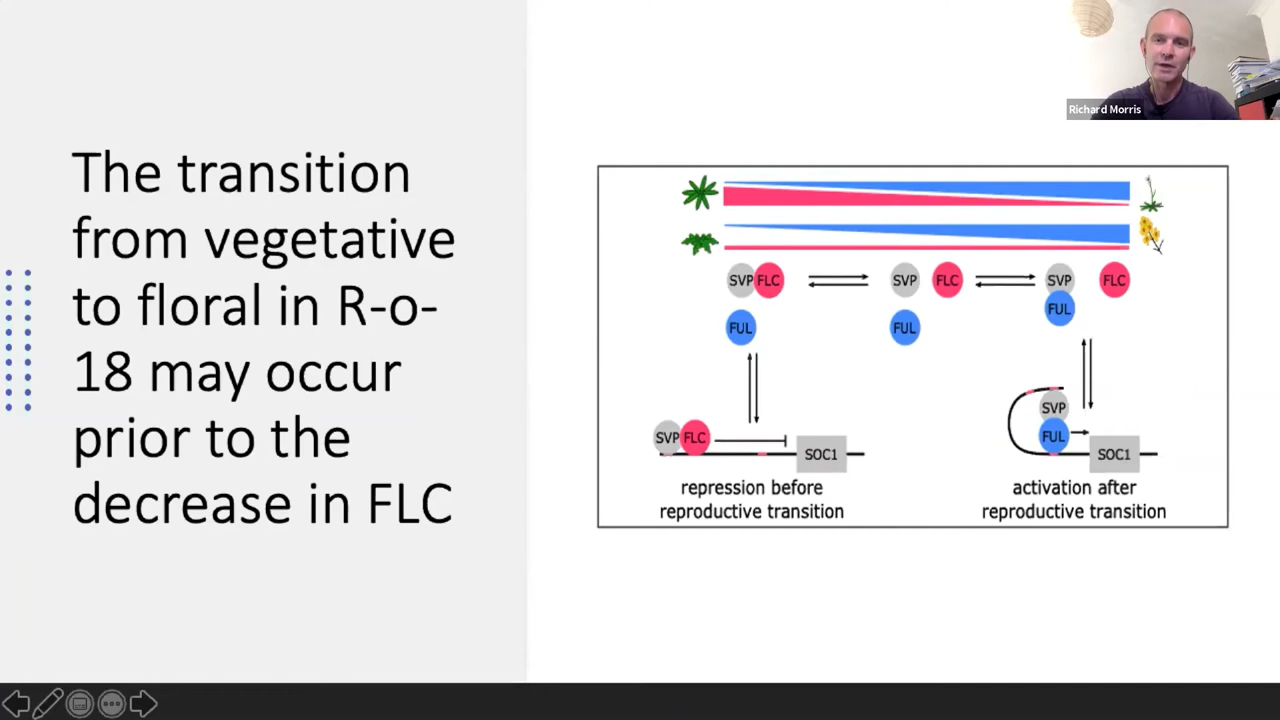 Richard Morris
The transition
from vegetative
to floral in R-o-
18 may occur
prior to the
decrease in FLC
SVP FLC
SVP FLC
SVP FLC
FUL
FUL
FUL
SVP FLC
SOC1
SVP
FUL
SOC1
repression before
reproductive transition
activation after
reproductive transition